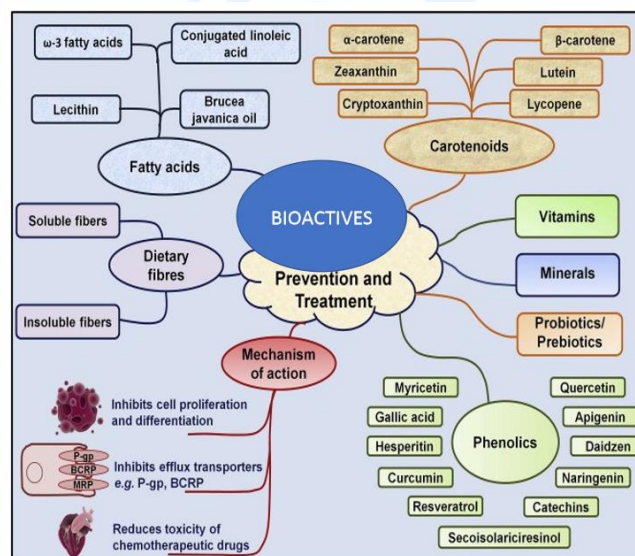 ω-3 fatty acids
Conjugated linoleic
acid
Lecithin
Brucea
javanica oil
Fatty acids
α-carotene
β-carotene
Zeaxanthin
Lutein
Cryptoxanthin
Lycopene
Carotenoids
BIOACTIVES
Prevention and
Treatment
Soluble fibers
Dietary
fibres
Insoluble fibers
Vitamins
Minerals
Probiotics/
Prebiotics
Mechanism
of action
Inhibits cell proliferation
and differentiation
P-gp
BCRP
MRP
Inhibits efflux transporters
e.g. P-gp, BCRP
Reduces toxicity of
chemotherapeutic drugs
Phenolics
Myricetin
Quercetin
Gallic acid
Apigenin
Hesperitin
Daidzen
Curcumin
Naringenin
Resveratrol
Catechins
Secoisolariciresinol